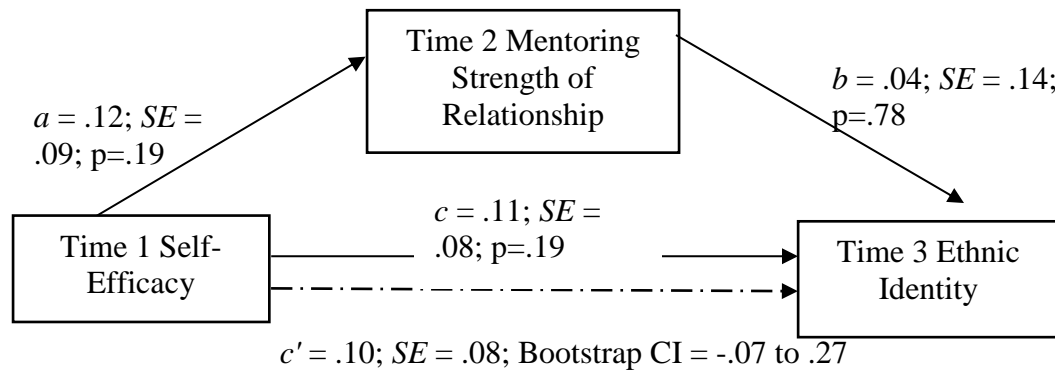 Time 2 Mentoring
Strength of
Relationship
a = .12; SE =
.09; p=.19
b = .04; SE = .14;
p=.78
Time 1 Self-
Efficacy
c = .11; SE =
.08; p=.19
Time 3 Ethnic
Identity
c' = .10; SE = .08; Bootstrap CI = -.07 to .27